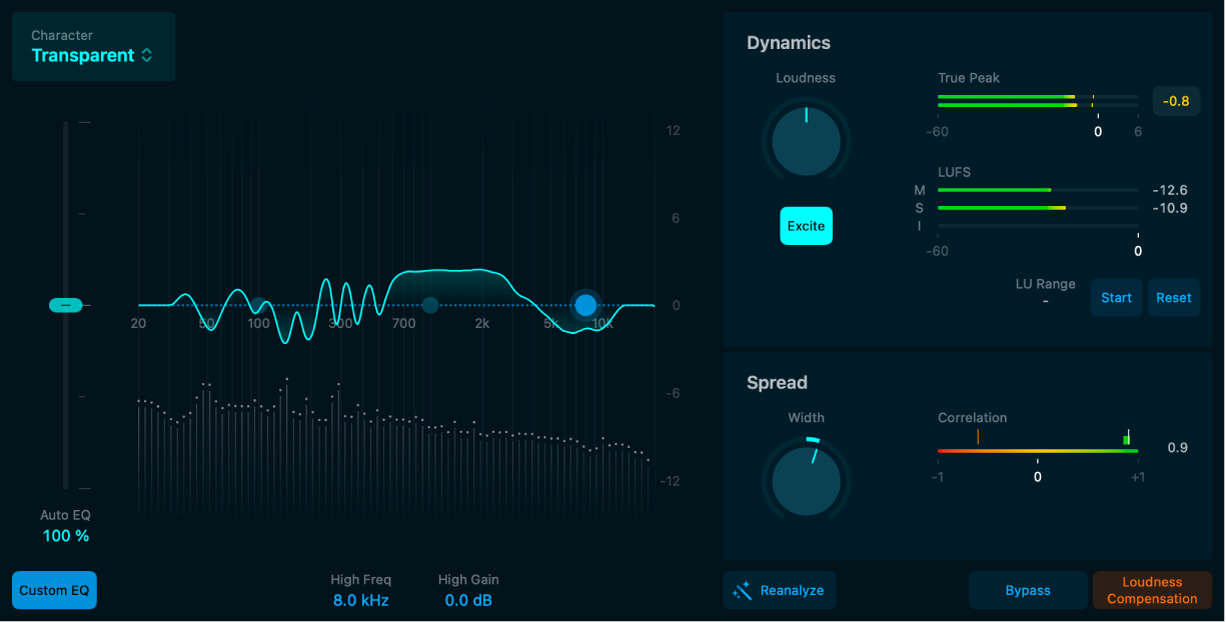 Character
Transparent
Dynamics
Loudness
True Peak
-0.8
-60
0
6
LUFS
M
-12.6
S
-10.9
I
-60
0
Excite
LU Range
-
Start
Reset
12
6
0
-6
-12
20
50
100
300
700
2k
5k
10k
Auto EQ
100 %
Spread
Width
Correlation
0.9
-1
0
+1
Custom EQ
High Freq
8.0 kHz
High Gain
0.0 dB
Reanalyze
Bypass
Loudness
Compensation